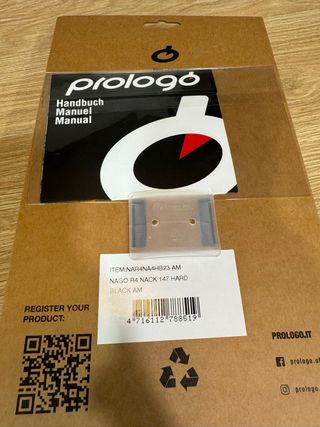 prologo
Handbuch
Manuel
Manual
ITEM:NAR4NA4HB23-AM
NAGO R4 NACK 147 HARD
BLACK AM
4 716112 788519
REGISTER YOUR
PRODUCT:
PROLOGO.IT